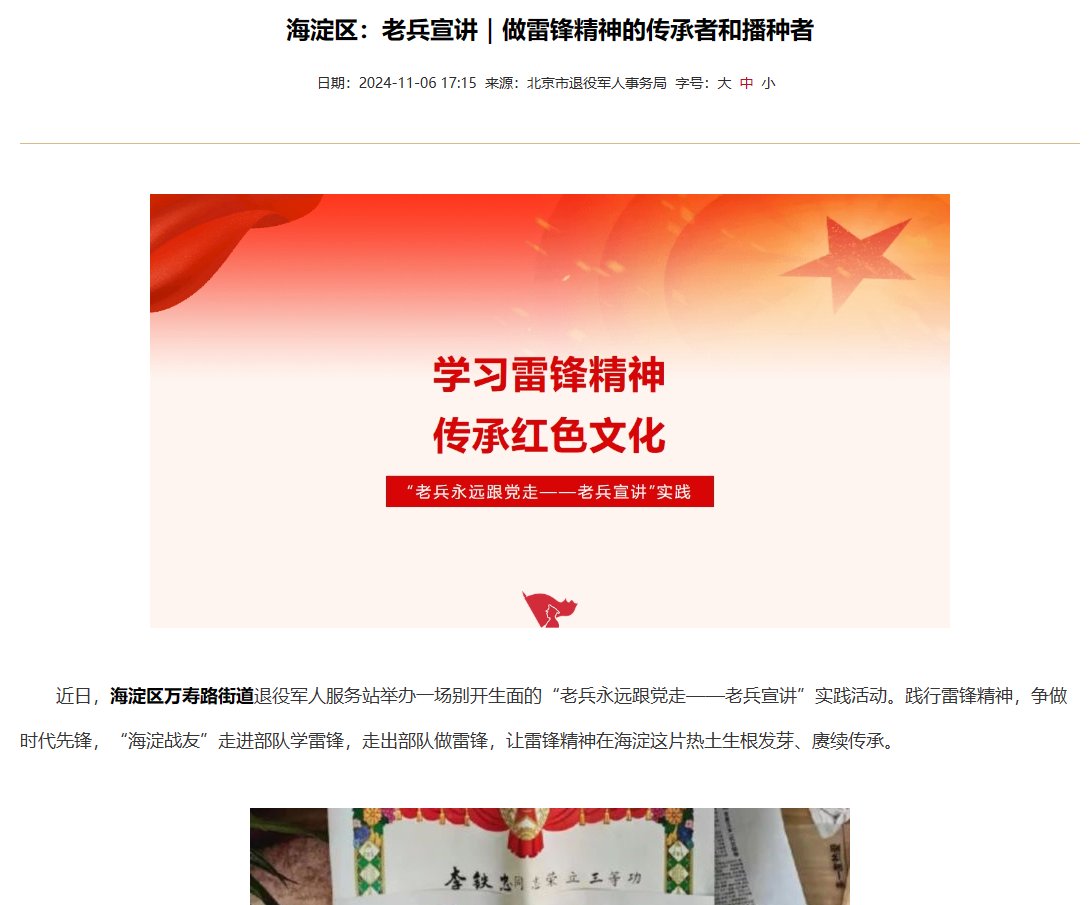 海淀区：老兵宣讲｜做雷锋精神的传承者和播种者
日期：2024-11-06 17:15 来源：北京市退役军人事务局 字号：大 中 小
学习雷锋精神
传承红色文化
“老兵永远跟党走——老兵宣讲”实践
近日，海淀区万寿路街道退役军人服务站举办一场别开生面的“老兵永远跟党走——老兵宣讲”实践活动。践行雷锋精神，争做
时代先锋，“海淀战友”走进部队学雷锋，走出部队做雷锋，让雷锋精神在海淀这片热土生根发芽、赓续传承。
李铁忠同志荣立三等功